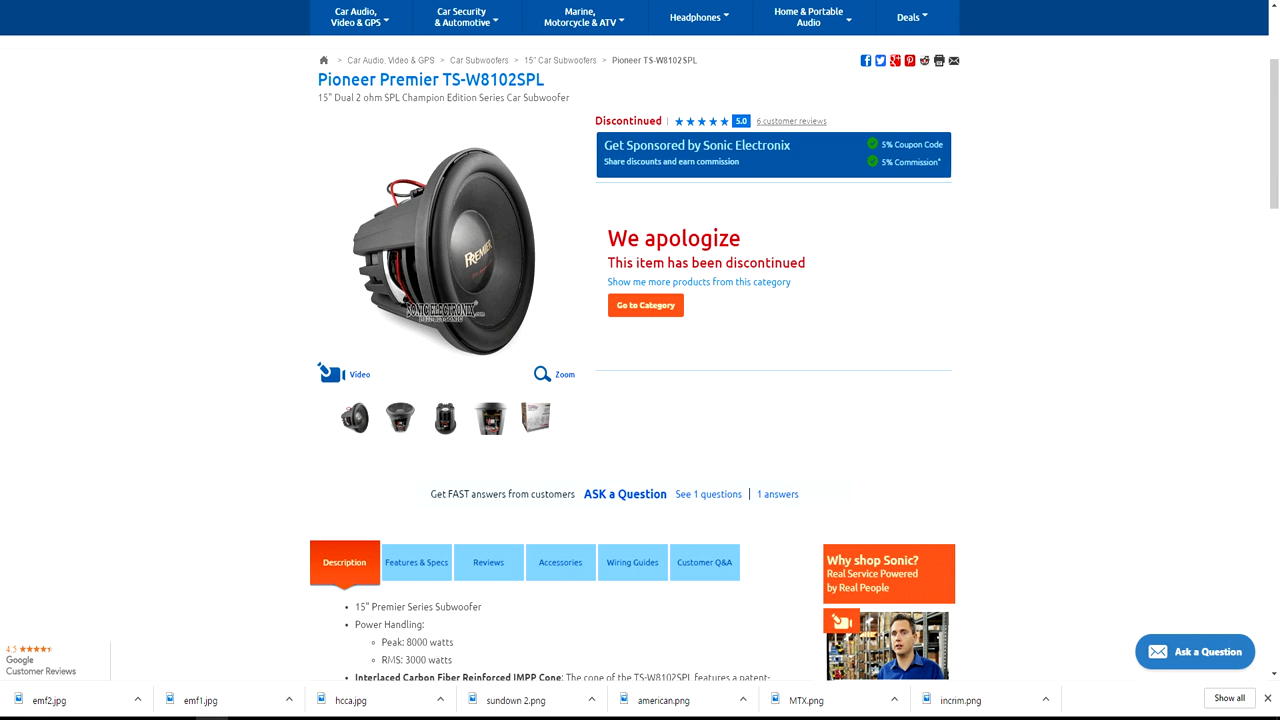 Car Audio, Video & GPS
Car Security & Automotive
Marine, Motorcycle & ATV
Headphones
Home & Portable Audio
Deals
> Car Audio, Video & GPS > Car Subwoofers > 15" Car Subwoofers > Pioneer TS-W8102SPL
Pioneer Premier TS-W8102SPL
15" Dual 2 ohm SPL Champion Edition Series Car Subwoofer
Discontinued | 5.0 6 customer reviews
Get Sponsored by Sonic Electronix
Share discounts and earn commission
5% Coupon Code
5% Commission*
PREMIER
SONIC ELECTRONIX.com
We apologize
This item has been discontinued
Show me more products from this category
Go to Category
Video
Zoom
Get FAST answers from customers ASK a Question See 1 questions | 1 answers
Description
Features & Specs
Reviews
Accessories
Wiring Guides
Customer Q&A
• 15" Premier Series Subwoofer
• Power Handling:
Peak: 8000 watts
RMS: 3000 watts
• Interlaced Carbon Fiber Reinforced IMPP Cone: The cone of the TS-W8102SPL features a patent-
Why shop Sonic?
Real Service Powered
by Real People
4.5
Google
Customer Reviews
Ask a Question
emf2.jpg
emf1.jpg
hcca.jpg
sundown 2.png
american.png
MTX.png
incrim.png
Show all